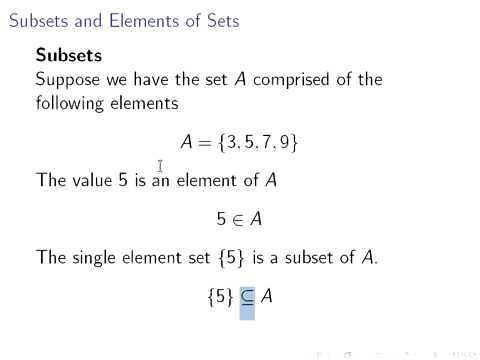 Subsets and Elements of Sets
Subsets
Suppose we have the set A comprised of the
following elements
A = {3, 5, 7, 9}
The value 5 is an element of A
5 ∈ A
The single element set {5} is a subset of A.
{5} ⊆ A